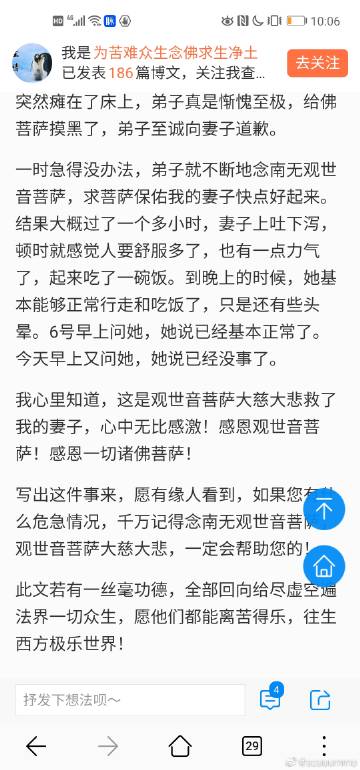 HD 4G 10:06
我是 为苦难众生念佛求生净土
已发表 186 篇博文，关注我查...
去关注
突然瘫在了床上，弟子真是惭愧至极，给佛
菩萨摸黑了，弟子至诚向妻子道歉。
一时急得没办法，弟子就不断地念南无观世
音菩萨，求菩萨保佑我的妻子快点好起来。
结果大概过了一个多小时，妻子上吐下泻，
顿时就感觉人要舒服多了，也有一点力气
了，起来吃了一碗饭。到晚上的时候，她基
本能够正常行走和吃饭了，只是还有些头
晕。6号早上问她，她说已经基本正常了。
今天早上又问她，她说已经没事了。
我心里知道，这是观世音菩萨大慈大悲救了
我的妻子，心中无比感激！感恩观世音菩
萨！感恩一切诸佛菩萨！
写出这件事来，愿有缘人看到，如果您有什
么危急情况，千万记得念南无观世音菩萨，
观世音菩萨大慈大悲，一定会帮助您的！
此文若有一丝毫功德，全部回向给尽虚空遍
法界一切众生，愿他们都能离苦得乐，往生
西方极乐世界！
抒发下想法呗～
4
29